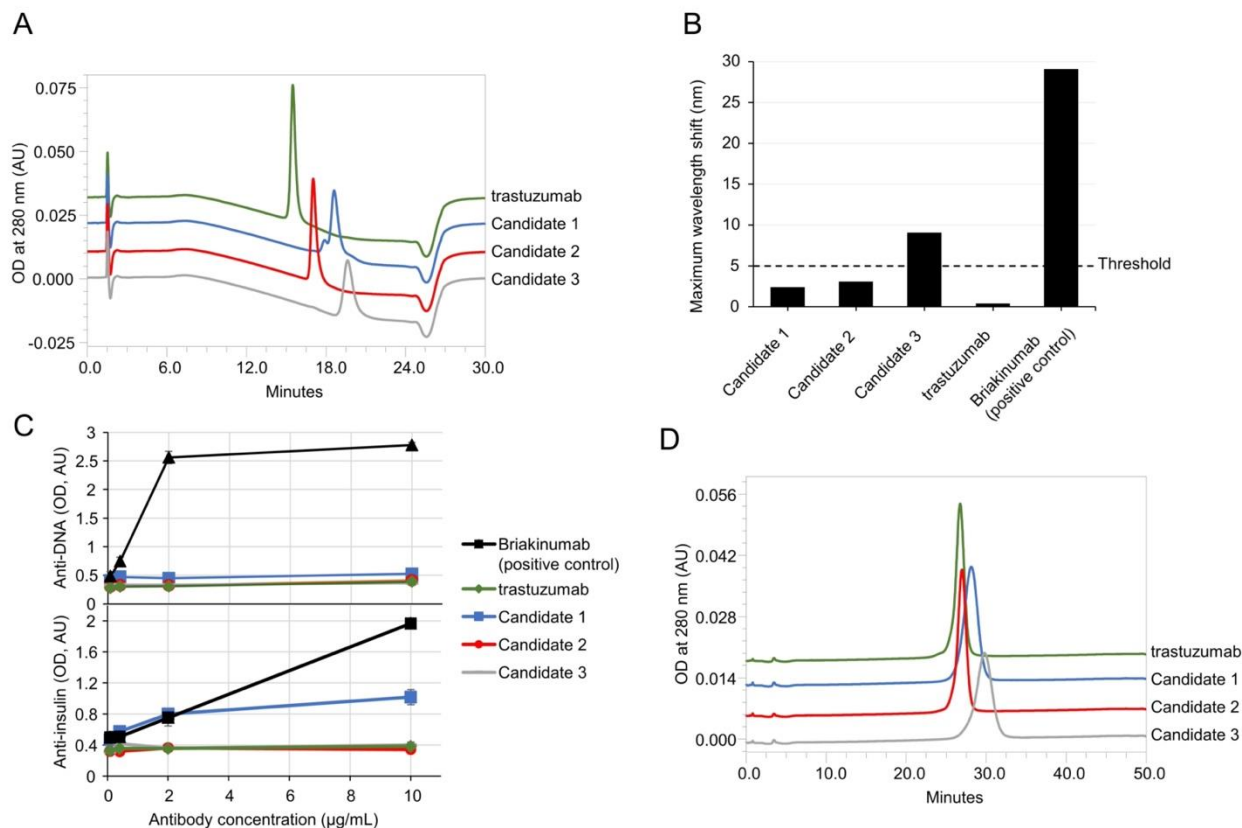 A
OD at 280 nm (AU)
0.075
0.050
0.025
0.000
-0.025
0.0
6.0
12.0
18.0
24.0
30.0
Minutes
trastuzumab
Candidate 1
Candidate 2
Candidate 3
B
Maximum wavelength shift (nm)
30
25
20
15
10
5
0
Threshold
Candidate 1
Candidate 2
Candidate 3
trastuzumab
Briakinumab
(positive control)
C
Anti-DNA (OD, AU)
3
2.5
2
1.5
1
0.5
0
Anti-insulin (OD, AU)
2
1.6
1.2
0.8
0.4
0
0
2
4
6
8
10
Antibody concentration (µg/mL)
Briakinumab
(positive control)
trastuzumab
Candidate 1
Candidate 2
Candidate 3
D
OD at 280 nm (AU)
0.056
0.042
0.028
0.014
0.000
0.0
10.0
20.0
30.0
40.0
50.0
Minutes
trastuzumab
Candidate 1
Candidate 2
Candidate 3